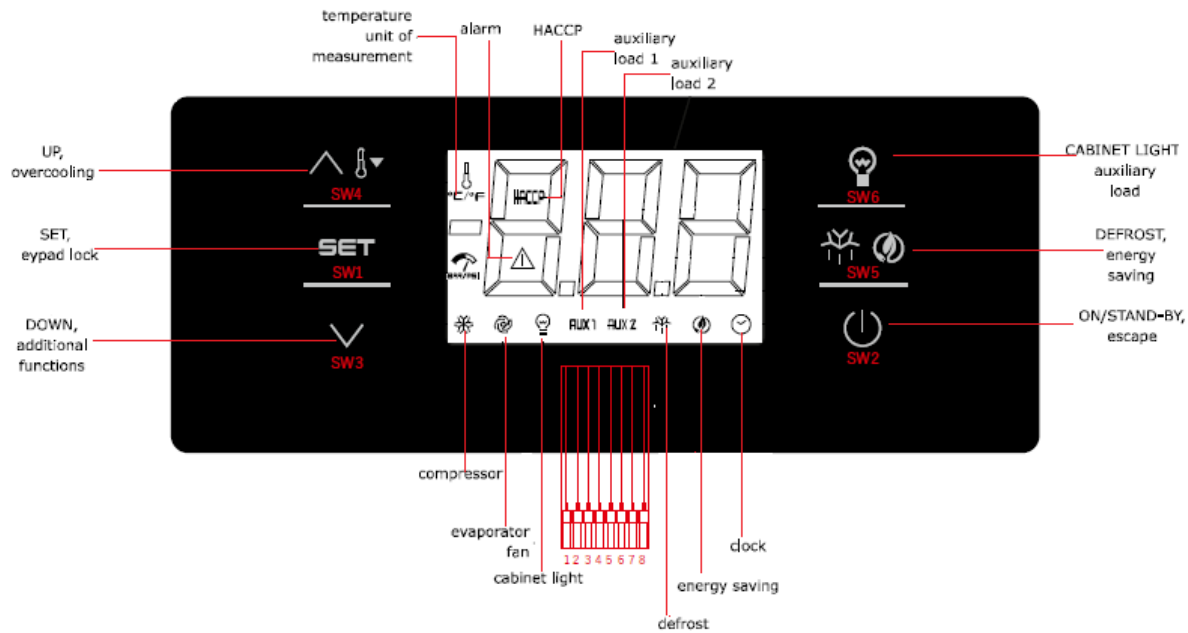 temperature
unit of
measurement
alarm
HACCP
auxiliary
load 1
auxiliary
load 2
UP,
overcooling
SW4
SET,
eypad lock
SET
SW1
DOWN,
additional
functions
SW3
°C/°F
HACCP
BAR/PSI
AUX 1
AUX 2
CABINET LIGHT
auxiliary
load
SW6
DEFROST,
energy
saving
SW5
ON/STAND-BY,
escape
SW2
compressor
evaporator
fan
cabinet light
1 2 3 4 5 6 7 8
clock
energy saving
defrost